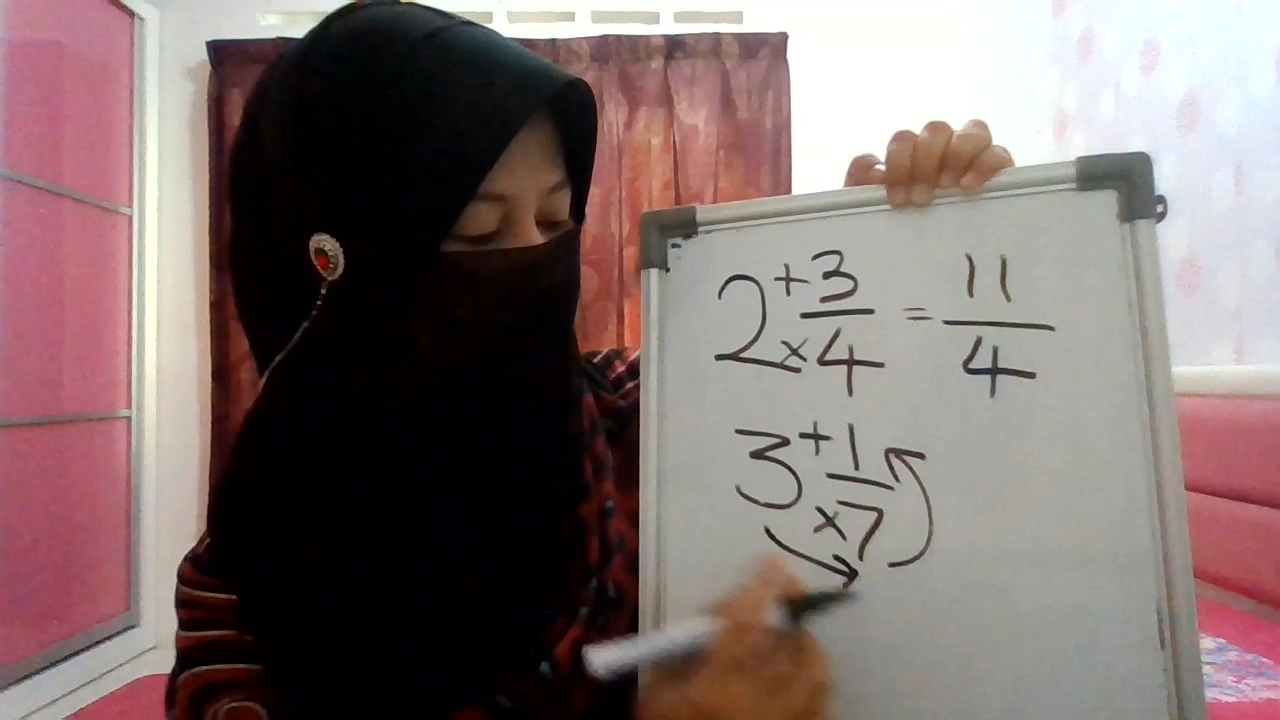 2 + 3/× 4 = 11/4
3 + 1/× 7